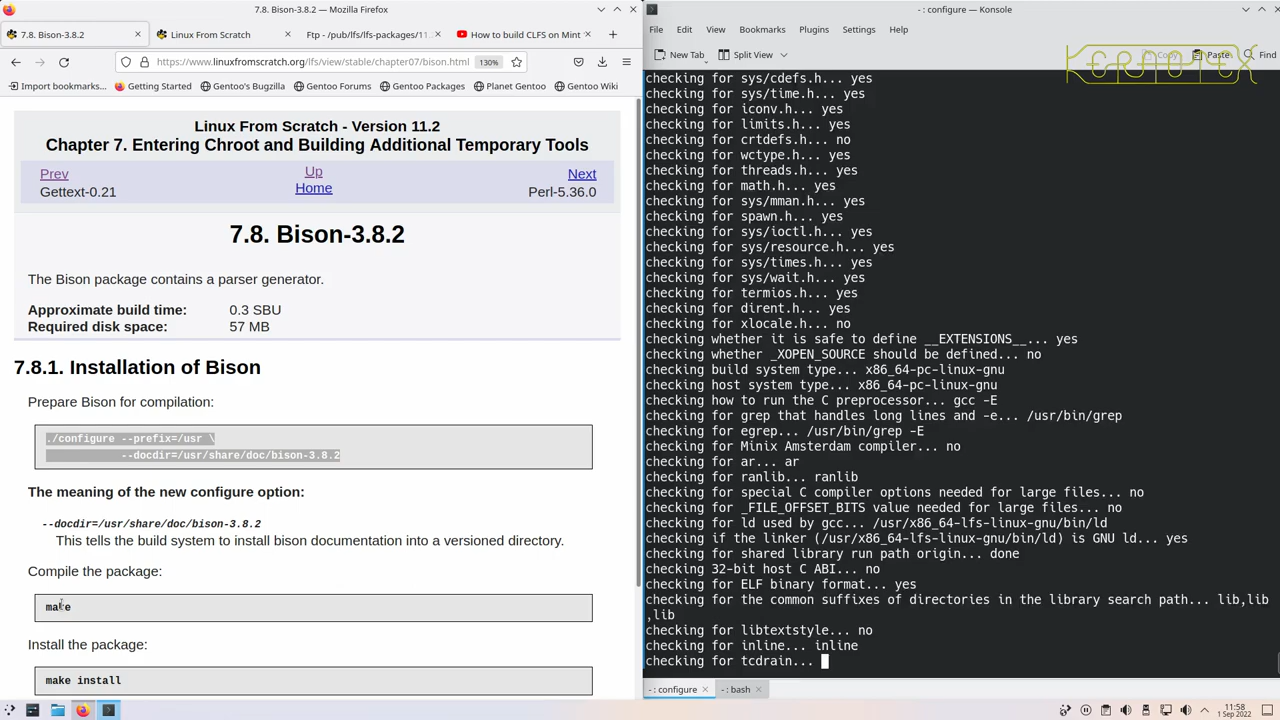 7.8. Bison-3.8.2 — Mozilla Firefox
7.8. Bison-3.8.2
Linux From Scratch
Ftp - /pub/lfs/lfs-packages/11.
How to build CLFS on Mint
https://www.linuxfromscratch.org/lfs/view/stable/chapter07/bison.html
130%
Import bookmarks...
Getting Started
Gentoo's Bugzilla
Gentoo Forums
Gentoo Packages
Planet Gentoo
Gentoo Wiki
Linux From Scratch - Version 11.2
Chapter 7. Entering Chroot and Building Additional Temporary Tools
Prev
Up
Next
Gettext-0.21
Home
Perl-5.36.0
7.8. Bison-3.8.2
The Bison package contains a parser generator.
Approximate build time: 0.3 SBU
Required disk space: 57 MB
7.8.1. Installation of Bison
Prepare Bison for compilation:
./configure --prefix=/usr \
--docdir=/usr/share/doc/bison-3.8.2
The meaning of the new configure option:
--docdir=/usr/share/doc/bison-3.8.2
This tells the build system to install bison documentation into a versioned directory.
Compile the package:
make
Install the package:
make install
- : configure — Konsole
File Edit View Bookmarks Plugins Settings Help
New Tab Split View Copy Paste Find
KERNOTEX
checking for sys/cdefs.h... yes
checking for sys/time.h... yes
checking for iconv.h... yes
checking for limits.h... yes
checking for crtdefs.h... no
checking for wctype.h... yes
checking for threads.h... yes
checking for math.h... yes
checking for sys/mman.h... yes
checking for spawn.h... yes
checking for sys/ioctl.h... yes
checking for sys/resource.h... yes
checking for sys/times.h... yes
checking for sys/wait.h... yes
checking for termios.h... yes
checking for dirent.h... yes
checking for xlocale.h... no
checking whether it is safe to define __EXTENSIONS__... yes
checking whether _XOPEN_SOURCE should be defined... no
checking build system type... x86_64-pc-linux-gnu
checking host system type... x86_64-pc-linux-gnu
checking how to run the C preprocessor... gcc -E
checking for grep that handles long lines and -e... /usr/bin/grep
checking for egrep... /usr/bin/grep -E
checking for Minix Amsterdam compiler... no
checking for ar... ar
checking for ranlib... ranlib
checking for special C compiler options needed for large files... no
checking for _FILE_OFFSET_BITS value needed for large files... no
checking for ld used by gcc... /usr/x86_64-lfs-linux-gnu/bin/ld
checking if the linker (/usr/x86_64-lfs-linux-gnu/bin/ld) is GNU ld... yes
checking for shared library run path origin... done
checking 32-bit host C ABI... no
checking for ELF binary format... yes
checking for the common suffixes of directories in the library search path... lib,lib
,lib
checking for libtextstyle... no
checking for inline... inline
checking for tcdrain...
- : configure
- : bash
11:58
1 Sep 2022